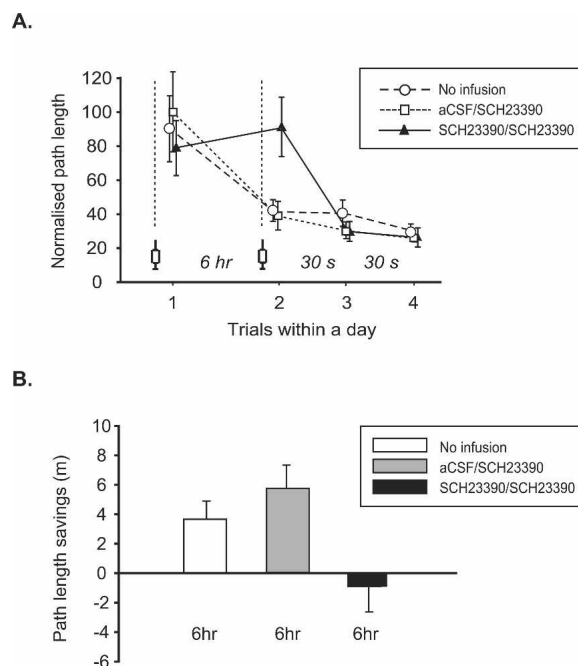 A.
120
100
80
60
40
20
0
Normalised path length
No infusion
aCSF/SCH23390
SCH23390/SCH23390
6 hr
30 s
30 s
1
2
3
4
Trials within a day
B.
10
8
6
4
2
0
-2
-4
-6
Path length savings (m)
No infusion
aCSF/SCH23390
SCH23390/SCH23390
6hr
6hr
6hr